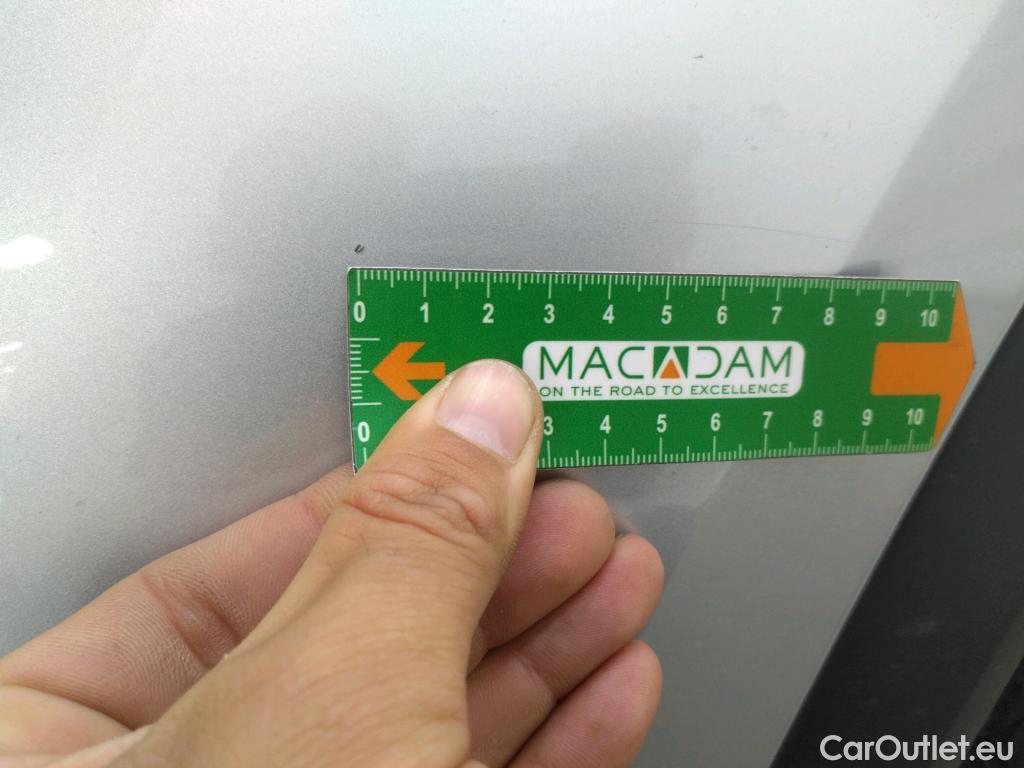 0 1 2 3 4 5 6 7 8 9 10
MACADAM
ON THE ROAD TO EXCELLENCE
0 3 4 5 6 7 8 9 10
CarOutlet.eu